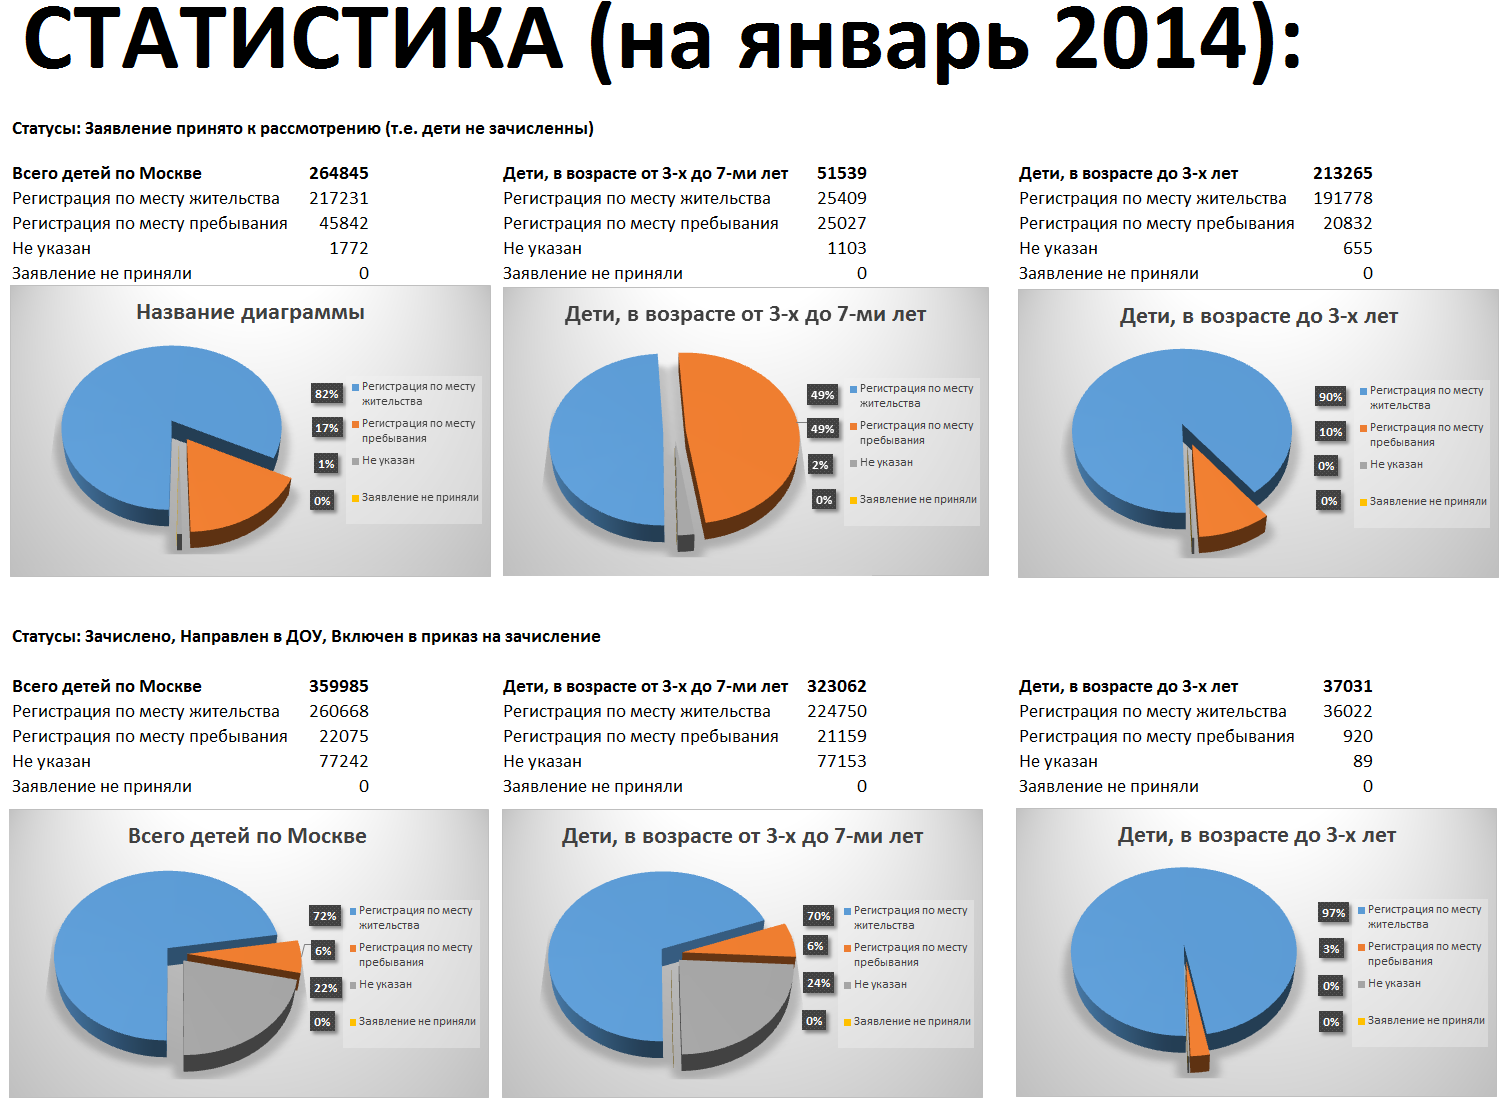 СТАТИСТИКА (на январь 2014):
Статусы: Заявление принято к рассмотрению (т.е. дети не зачисленны)
Всего детей по Москве 264845
Регистрация по месту жительства 217231
Регистрация по месту пребывания 45842
Не указан 1772
Заявление не приняли 0
Дети, в возрасте от 3-х до 7-ми лет 51539
Регистрация по месту жительства 25409
Регистрация по месту пребывания 25027
Не указан 1103
Заявление не приняли 0
Дети, в возрасте до 3-х лет 213265
Регистрация по месту жительства 191778
Регистрация по месту пребывания 20832
Не указан 655
Заявление не приняли 0
Название диаграммы
82% Регистрация по месту
жительства
17% Регистрация по месту
пребывания
1% Не указан
0% Заявление не приняли
Дети, в возрасте от 3-х до 7-ми лет
49% Регистрация по месту
жительства
49% Регистрация по месту
пребывания
2% Не указан
0% Заявление не приняли
Дети, в возрасте до 3-х лет
90% Регистрация по месту
жительства
10% Регистрация по месту
пребывания
0% Не указан
0% Заявление не приняли
Статусы: Зачислено, Направлен в ДОУ, Включен в приказ на зачисление
Всего детей по Москве 359985
Регистрация по месту жительства 260668
Регистрация по месту пребывания 22075
Не указан 77242
Заявление не приняли 0
Дети, в возрасте от 3-х до 7-ми лет 323062
Регистрация по месту жительства 224750
Регистрация по месту пребывания 21159
Не указан 77153
Заявление не приняли 0
Дети, в возрасте до 3-х лет 37031
Регистрация по месту жительства 36022
Регистрация по месту пребывания 920
Не указан 89
Заявление не приняли 0
Всего детей по Москве
72% Регистрация по месту
жительства
6% Регистрация по месту
пребывания
22% Не указан
0% Заявление не приняли
Дети, в возрасте от 3-х до 7-ми лет
70% Регистрация по месту
жительства
6% Регистрация по месту
пребывания
24% Не указан
0% Заявление не приняли
Дети, в возрасте до 3-х лет
97% Регистрация по месту
жительства
3% Регистрация по месту
пребывания
0% Не указан
0% Заявление не приняли